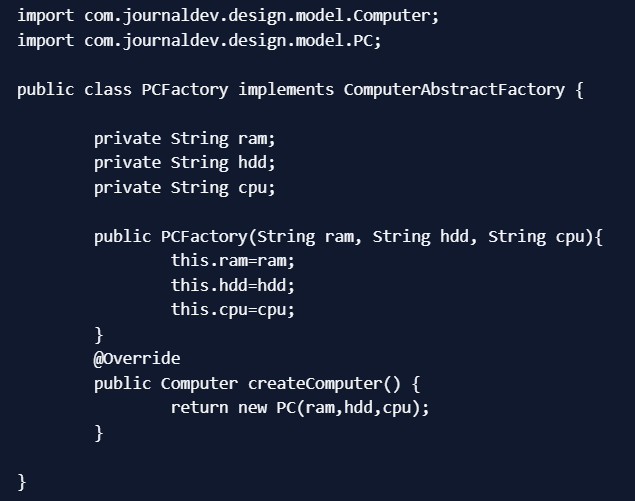 import com.journaldev.design.model.Computer;
import com.journaldev.design.model.PC;
public class PCFactory implements ComputerAbstractFactory {
private String ram;
private String hdd;
private String cpu;
public PCFactory(String ram, String hdd, String cpu){
this.ram=ram;
this.hdd=hdd;
this.cpu=cpu;
}
@Override
public Computer createComputer() {
return new PC(ram,hdd,cpu);
}
}